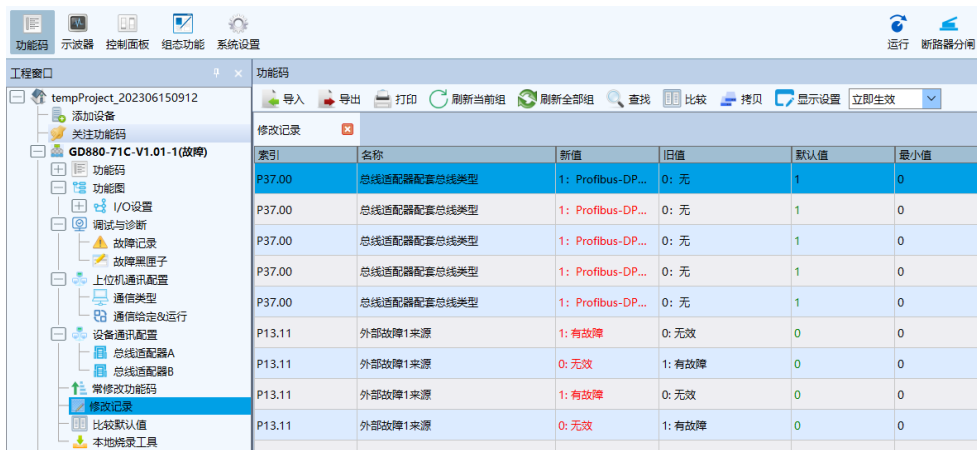 功能码 示波器 控制面板 组态功能 系统设置 运行 断路器分闸
工程窗口
tempProject_202306150912
添加设备
关注功能码
GD880-71C-V1.01-1(故障)
功能码
功能图
I/O设置
调试与诊断
故障记录
故障黑匣子
上位机通讯配置
通信类型
通信给定&运行
设备通讯配置
总线适配器A
总线适配器B
常修改功能码
修改记录
比较默认值
本地烧录工具
功能码
导入 导出 打印 刷新当前组 刷新全部组 查找 比较 拷贝 显示设置 立即生效
修改记录
索引 名称 新值 旧值 默认值 最小值
P37.00 总线适配器配套总线类型 1: Profibus-DP... 0: 无 1 0
P37.00 总线适配器配套总线类型 1: Profibus-DP... 0: 无 1 0
P37.00 总线适配器配套总线类型 1: Profibus-DP... 0: 无 1 0
P37.00 总线适配器配套总线类型 1: Profibus-DP... 0: 无 1 0
P37.00 总线适配器配套总线类型 1: Profibus-DP... 0: 无 1 0
P13.11 外部故障1来源 1: 有故障 0: 无效 0 0
P13.11 外部故障1来源 0: 无效 1: 有故障 0 0
P13.11 外部故障1来源 1: 有故障 0: 无效 0 0
P13.11 外部故障1来源 0: 无效 1: 有故障 0 0